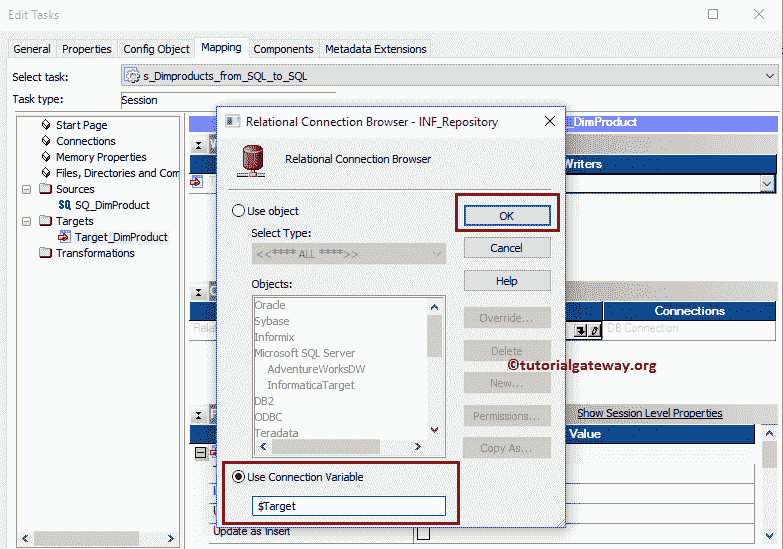 Edit Tasks
General Properties Config Object Mapping Components Metadata Extensions
Select task: s_Dimproducts_from_SQL_to_SQL
Task type: Session
Start Page
Connections
Memory Properties
Files, Directories and Com
Sources
SQ_DimProduct
Targets
Target_DimProduct
Transformations
_DimProduct
Writers
Connections
DB Connection
Show Session Level Properties
Value
Update as Insert
Relational Connection Browser - INF_Repository
Relational Connection Browser
Use object
Select Type:
<<**** ALL ****>>
Objects:
Oracle
Sybase
Informix
Microsoft SQL Server
AdventureWorksDW
InformaticaTarget
DB2
ODBC
Teradata
Use Connection Variable
$Target
OK
Cancel
Help
Override...
Delete
New...
Permissions...
Copy As...
©tutorialgateway.org